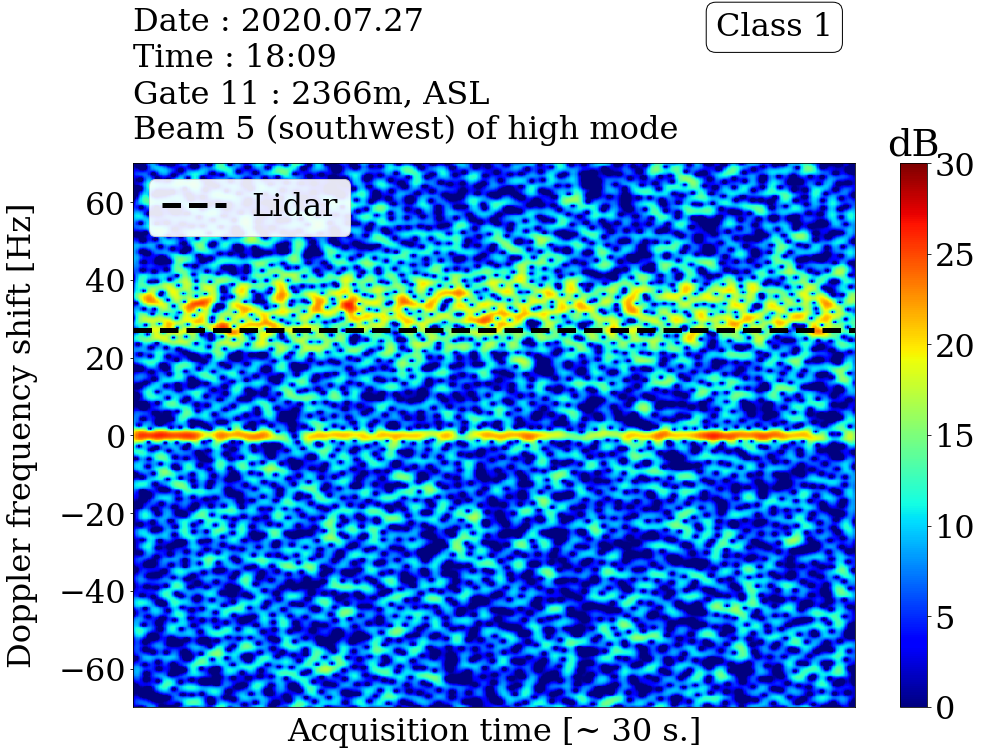 Date : 2020.07.27
Time : 18:09
Gate 11 : 2366m, ASL
Beam 5 (southwest) of high mode
Class 1
dB
Lidar
Doppler frequency shift [Hz]
60
40
20
0
−20
−40
−60
Acquisition time [~ 30 s.]
30
25
20
15
10
5
0